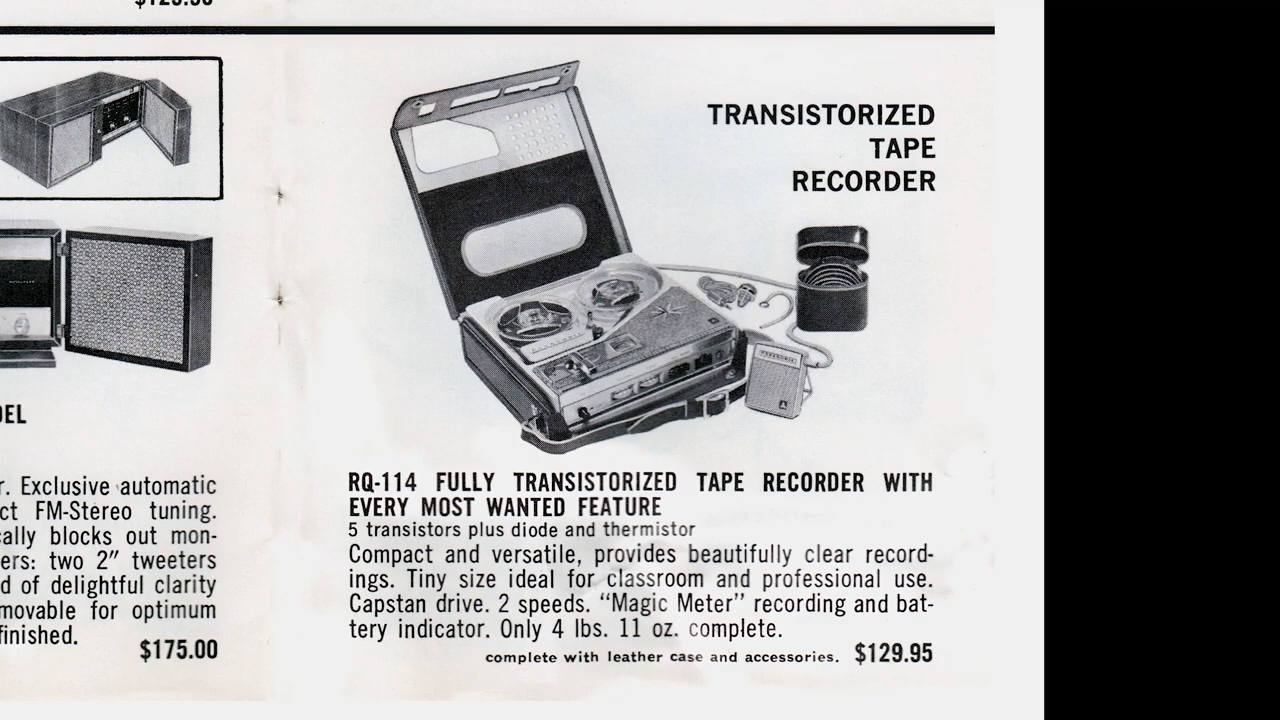 TRANSISTORIZED
TAPE
RECORDER
RQ-114 FULLY TRANSISTORIZED TAPE RECORDER WITH
EVERY MOST WANTED FEATURE
5 transistors plus diode and thermistor
Compact and versatile, provides beautifully clear record-
ings. Tiny size ideal for classroom and professional use.
Capstan drive. 2 speeds. “Magic Meter” recording and bat-
tery indicator. Only 4 lbs. 11 oz. complete.
complete with leather case and accessories. $129.95
r. Exclusive automatic
ct FM-Stereo tuning.
cally blocks out mon-
ers: two 2” tweeters
d of delightful clarity
movable for optimum
finished.
$175.00